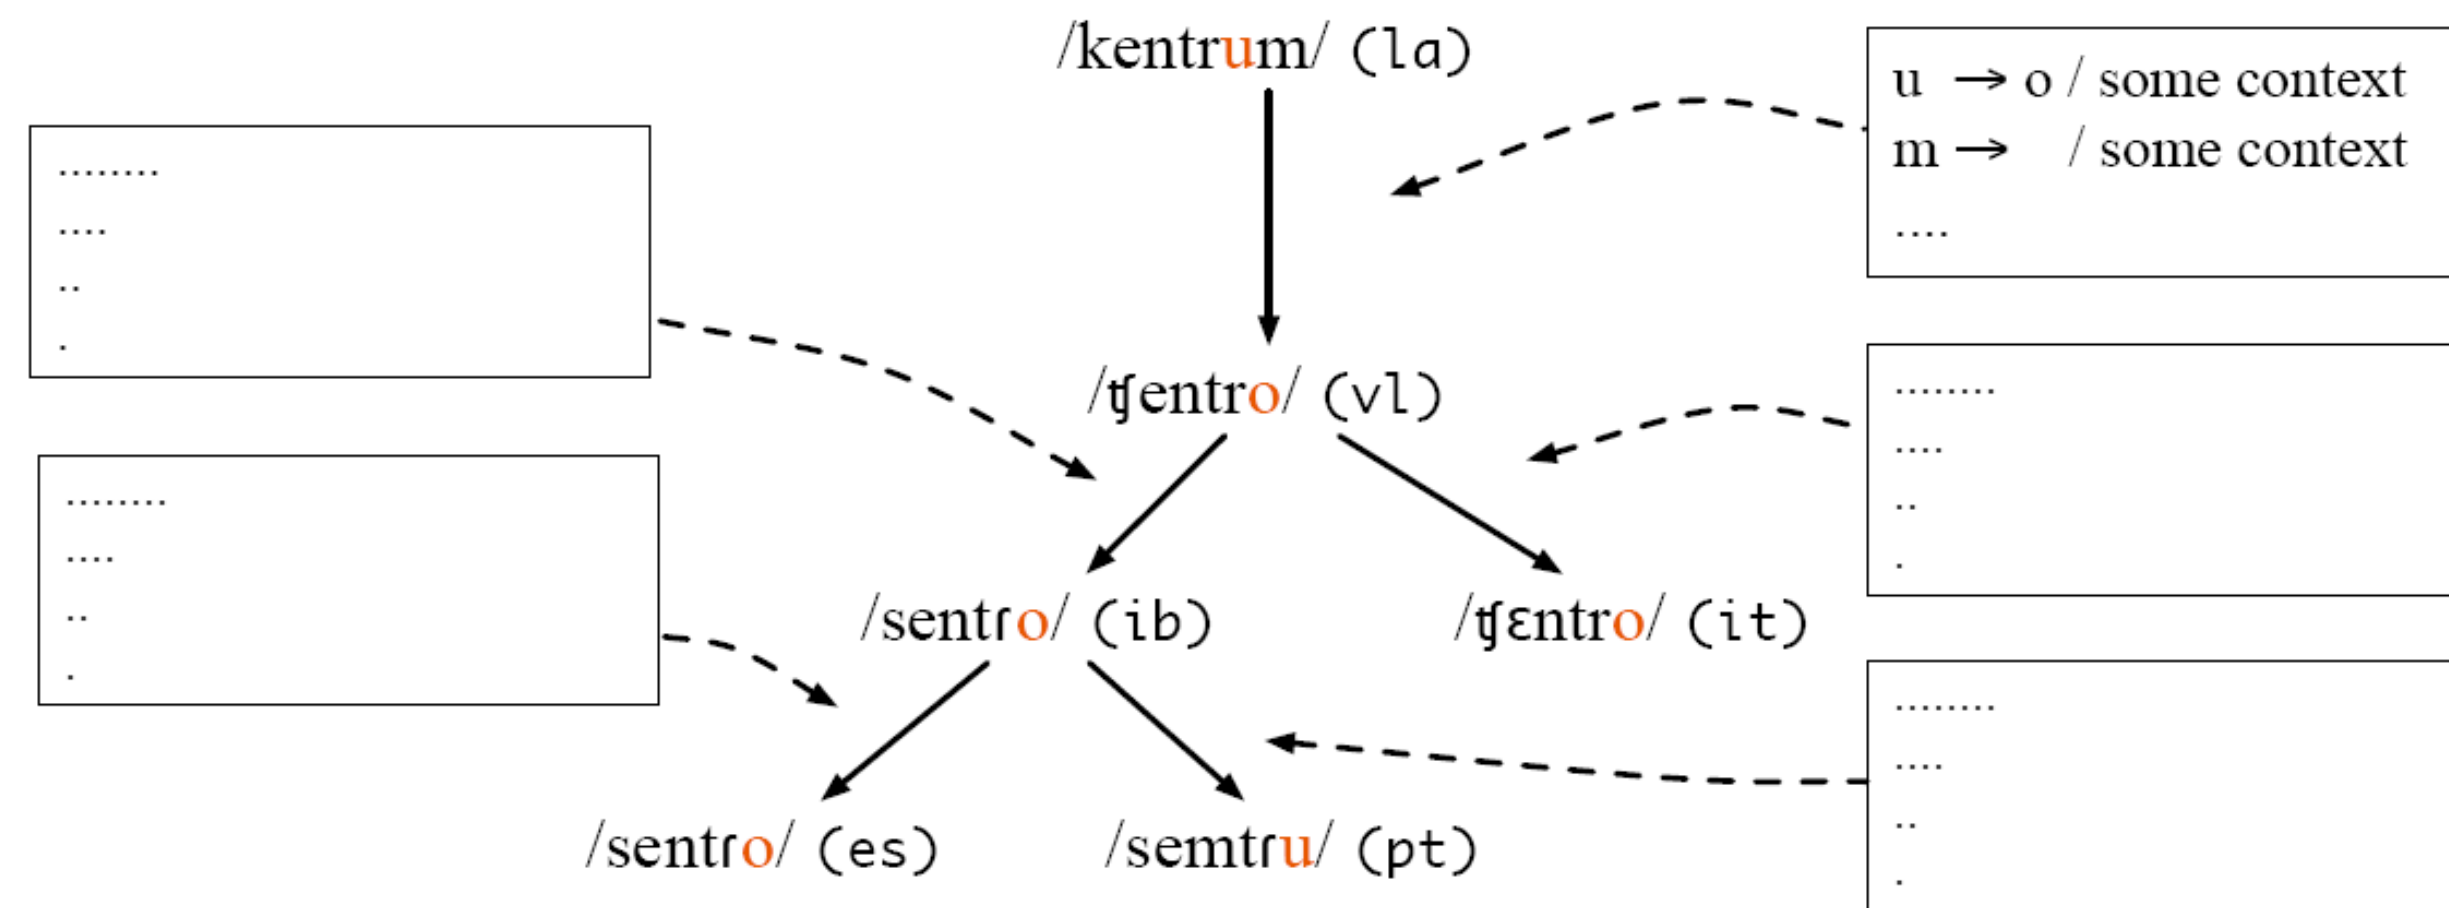 /kentrum/ (la)
u → o / some context
m → / some context
....
........
....
..
.
/ʧentro/ (vl)
........
....
..
.
........
....
..
.
/sentɾo/ (ib)
/ʧɛntro/ (it)
........
....
..
.
/sentɾo/ (es)
/semtɾu/ (pt)